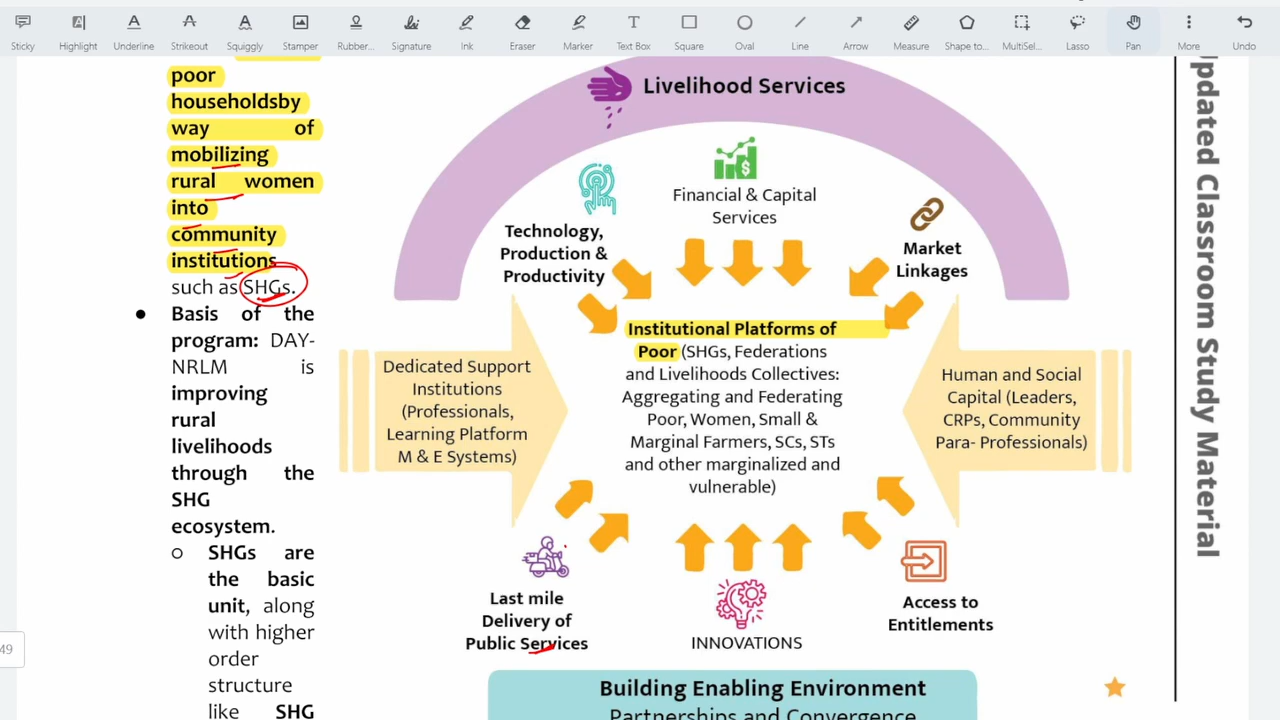 Sticky
Highlight
Underline
Strikeout
Squiggly
Stamper
Rubber...
Signature
Ink
Eraser
Marker
Text Box
Square
Oval
Line
Arrow
Measure
Shape to...
MultiSel...
Lasso
Pan
More
Undo
poor
householdsby
way of
mobilizing
rural women
into
community
institutions
such as SHGs.
● Basis of the
program: DAY-
NRLM is
improving
rural
livelihoods
through the
SHG
ecosystem.
○ SHGs are
the basic
unit, along
with higher
order
structure
like SHG
49
Livelihood Services
Technology,
Production &
Productivity
Financial & Capital
Services
Market
Linkages
Dedicated Support
Institutions
(Professionals,
Learning Platform
M & E Systems)
Institutional Platforms of
Poor (SHGs, Federations
and Livelihoods Collectives:
Aggregating and Federating
Poor, Women, Small &
Marginal Farmers, SCs, STs
and other marginalized and
vulnerable)
Human and Social
Capital (Leaders,
CRPs, Community
Para- Professionals)
Last mile
Delivery of
Public Services
INNOVATIONS
Access to
Entitlements
Building Enabling Environment
Partnerships and Convergence
pdated Classroom Study Material